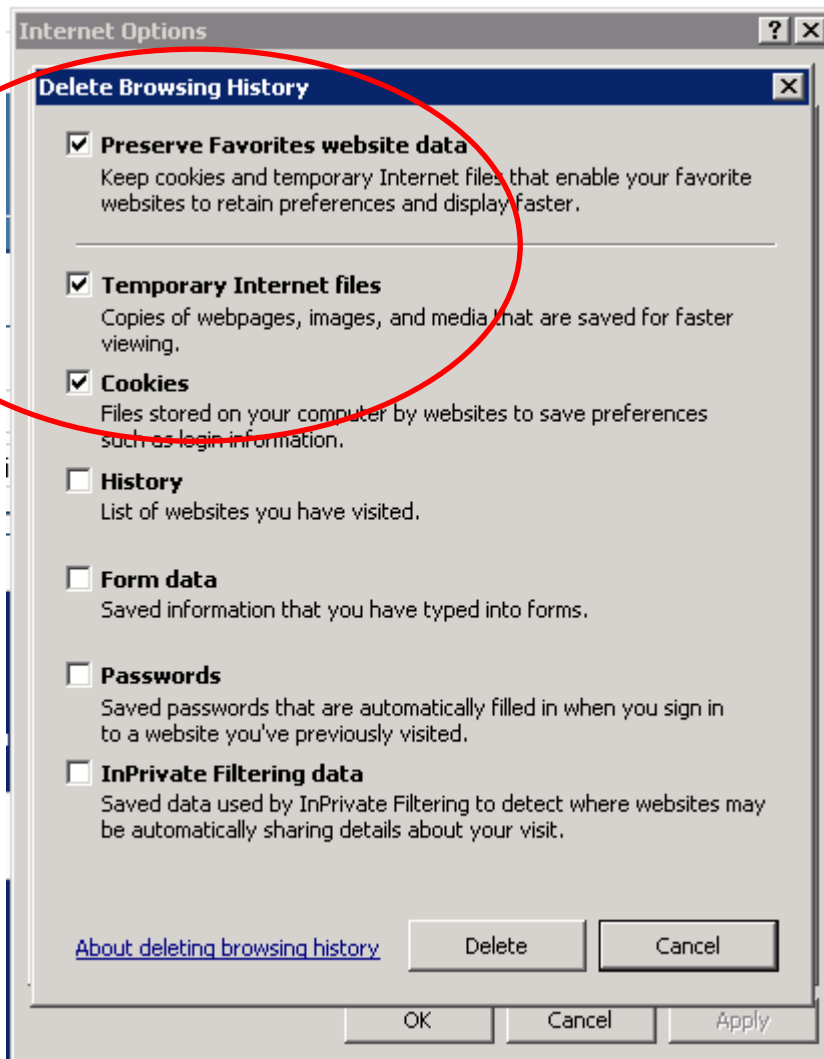 Internet Options
Delete Browsing History
Preserve Favorites website data
Keep cookies and temporary Internet files that enable your favorite
websites to retain preferences and display faster.
Temporary Internet files
Copies of webpages, images, and media that are saved for faster
viewing.
Cookies
Files stored on your computer by websites to save preferences
such as login information.
History
List of websites you have visited.
Form data
Saved information that you have typed into forms.
Passwords
Saved passwords that are automatically filled in when you sign in
to a website you've previously visited.
InPrivate Filtering data
Saved data used by InPrivate Filtering to detect where websites may
be automatically sharing details about your visit.
About deleting browsing history
Delete
Cancel
OK
Cancel
Apply